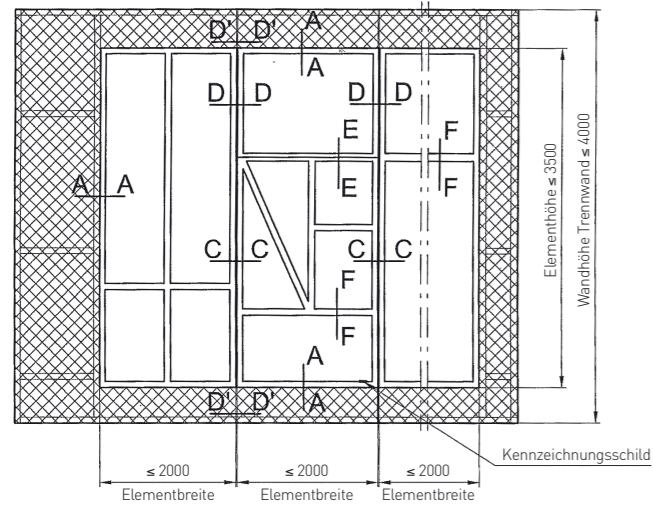 D' D'
A
A
D D
D D
E
E
F
F
A A
C C
C C
F
F
A
A
D' D'
Elementhöhe ≤ 3500
Wandhöhe Trennwand ≤ 4000
Kennzeichnungsschild
≤ 2000
≤ 2000
≤ 2000
Elementbreite
Elementbreite
Elementbreite